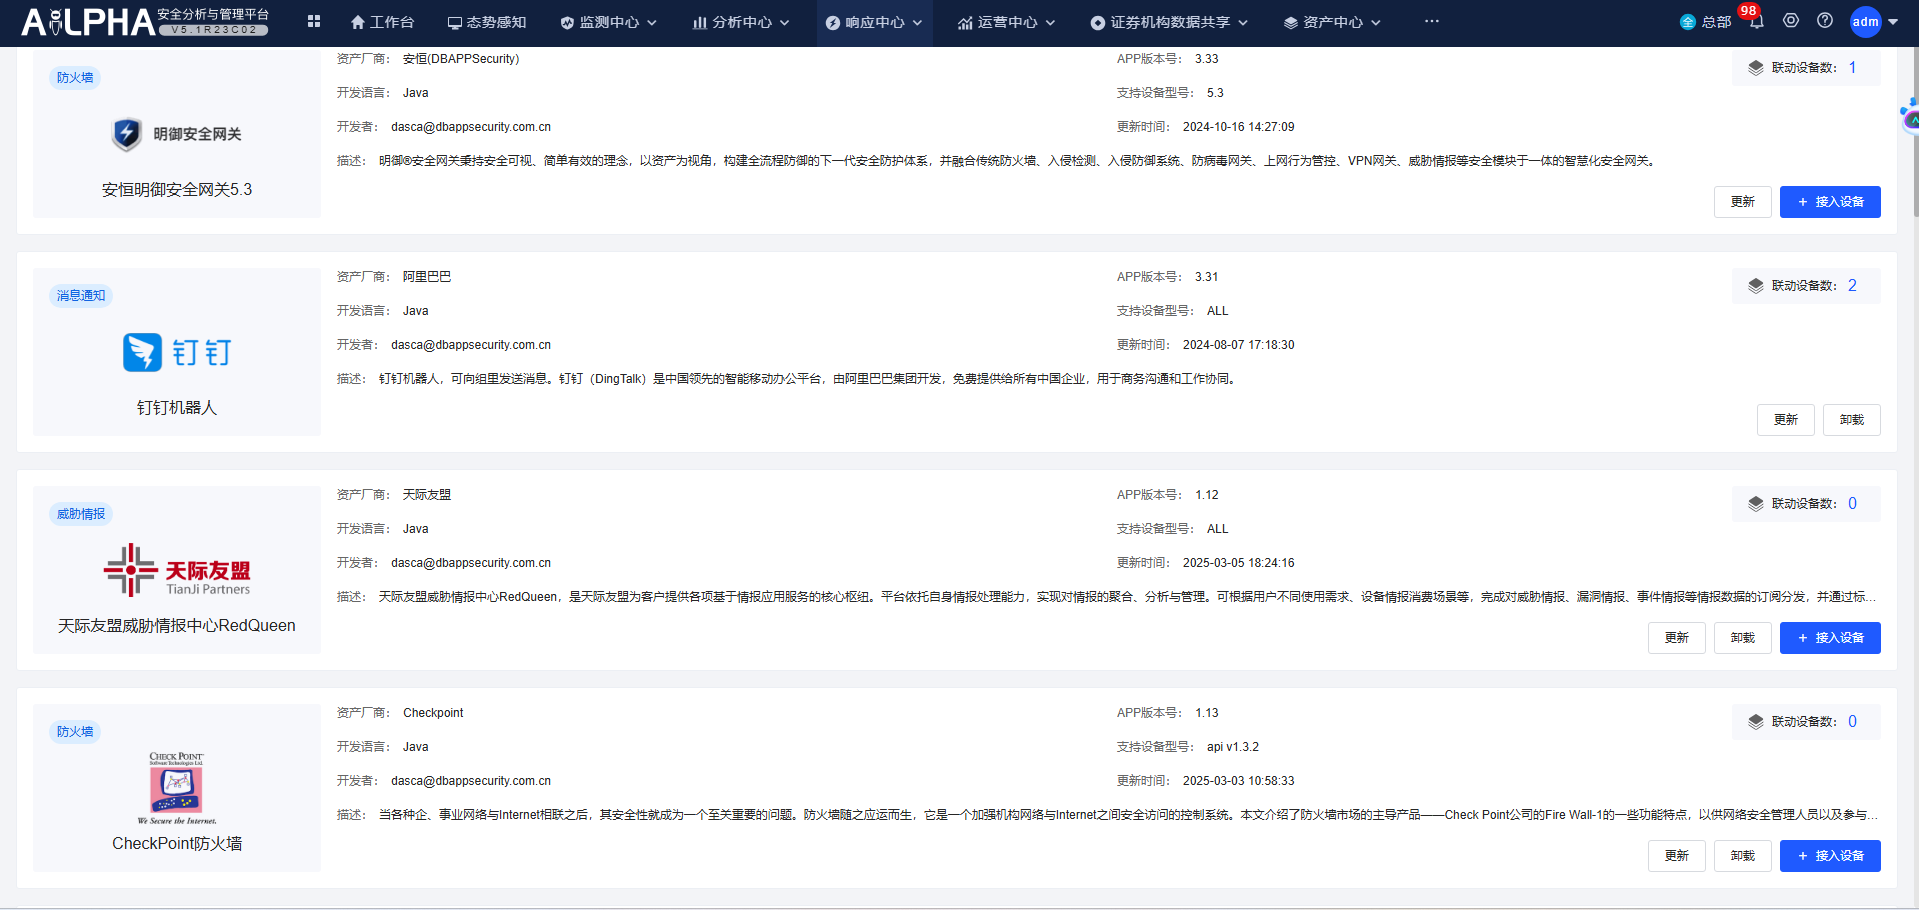 AiLPHA 安全分析与管理平台 V5.1R23C02 工作台 态势感知 监测中心 分析中心 响应中心 运营中心 证券机构数据共享 资产中心 ··· 全 总部 98 adm
防火墙
明御安全网关
安恒明御安全网关5.3
资产厂商： 安恒(DBAPPSecurity) APP版本号： 3.33 联动设备数： 1
开发语言： Java 支持设备型号： 5.3
开发者： dasca@dbappsecurity.com.cn 更新时间： 2024-10-16 14:27:09
描述： 明御®安全网关秉持安全可视、简单有效的理念，以资产为视角，构建全流程防御的下一代安全防护体系，并融合传统防火墙、入侵检测、入侵防御系统、防病毒网关、上网行为管控、VPN网关、威胁情报等安全模块于一体的智慧化安全网关。
更新 + 接入设备
消息通知
钉钉
钉钉机器人
资产厂商： 阿里巴巴 APP版本号： 3.31 联动设备数： 2
开发语言： Java 支持设备型号： ALL
开发者： dasca@dbappsecurity.com.cn 更新时间： 2024-08-07 17:18:30
描述： 钉钉机器人，可向组里发送消息。钉钉（DingTalk）是中国领先的智能移动办公平台，由阿里巴巴集团开发，免费提供给所有中国企业，用于商务沟通和工作协同。
更新 卸载
威胁情报
天际友盟
TianJi Partners
天际友盟威胁情报中心RedQueen
资产厂商： 天际友盟 APP版本号： 1.12 联动设备数： 0
开发语言： Java 支持设备型号： ALL
开发者： dasca@dbappsecurity.com.cn 更新时间： 2025-03-05 18:24:16
描述： 天际友盟威胁情报中心RedQueen，是天际友盟为客户提供各项基于情报应用服务的核心枢纽。平台依托自身情报处理能力，实现对情报的聚合、分析与管理。可根据用户不同使用需求、设备情报消费场景等，完成对威胁情报、漏洞情报、事件情报等情报数据的订阅分发，并通过标...
更新 卸载 + 接入设备
防火墙
CHECK POINT
Software Technologies Ltd.
We Secure the Internet.
CheckPoint防火墙
资产厂商： Checkpoint APP版本号： 1.13 联动设备数： 0
开发语言： Java 支持设备型号： api v1.3.2
开发者： dasca@dbappsecurity.com.cn 更新时间： 2025-03-03 10:58:33
描述： 当各种企、事业网络与Internet相联之后，其安全性就成为一个至关重要的问题。防火墙随之应运而生，它是一个加强机构网络与Internet之间安全访问的控制系统。本文介绍了防火墙市场的主导产品——Check Point公司的Fire Wall-1的一些功能特点，以供网络安全管理人员以及参与...
更新 卸载 + 接入设备